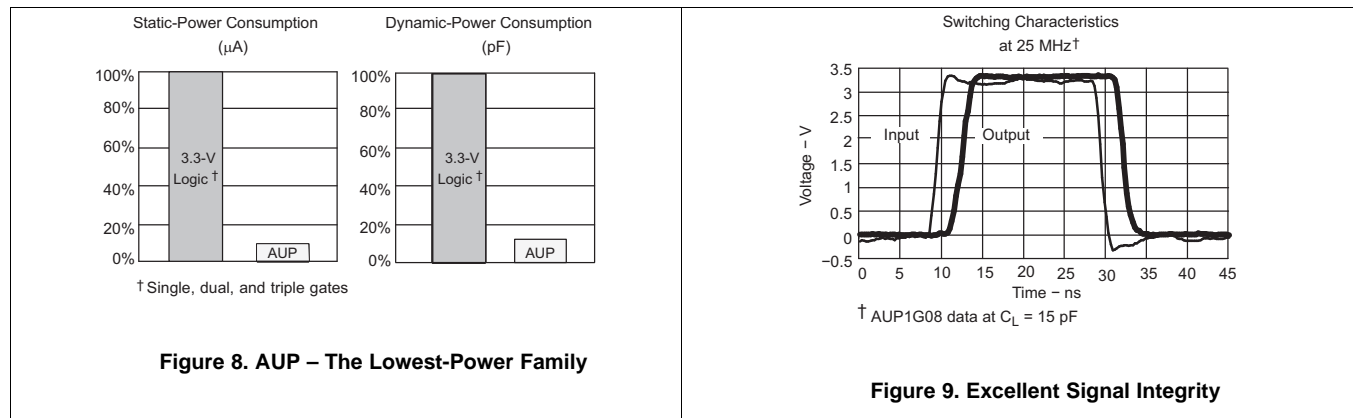 Static-Power Consumption
(μA)
100%
80%
60%
40%
20%
0%
3.3-V
Logic †
AUP
† Single, dual, and triple gates
Dynamic-Power Consumption
(pF)
100%
80%
60%
40%
20%
0%
3.3-V
Logic †
AUP
Figure 8. AUP – The Lowest-Power Family
Switching Characteristics
at 25 MHz†
Voltage – V
3.5
3
2.5
2
1.5
1
0.5
0
−0.5
Input
Output
0 5 10 15 20 25 30 35 40 45
Time – ns
† AUP1G08 data at CL = 15 pF
Figure 9. Excellent Signal Integrity